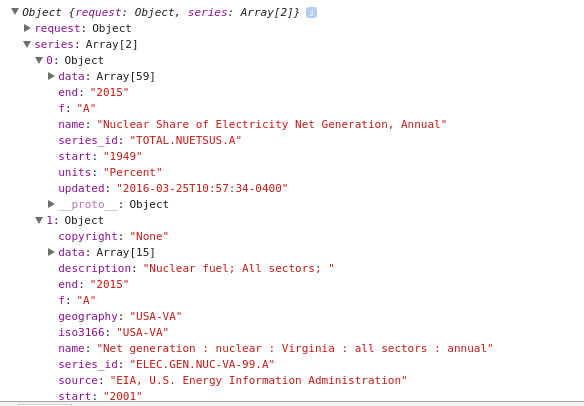 Object {request: Object, series: Array[2]} i
request: Object
series: Array[2]
0: Object
data: Array[59]
end: "2015"
f: "A"
name: "Nuclear Share of Electricity Net Generation, Annual"
series_id: "TOTAL.NUETSUS.A"
start: "1949"
units: "Percent"
updated: "2016-03-25T10:57:34-0400"
__proto__: Object
1: Object
copyright: "None"
data: Array[15]
description: "Nuclear fuel; All sectors; "
end: "2015"
f: "A"
geography: "USA-VA"
iso3166: "USA-VA"
name: "Net generation : nuclear : Virginia : all sectors : annual"
series_id: "ELEC.GEN.NUC-VA-99.A"
source: "EIA, U.S. Energy Information Administration"
start: "2001"